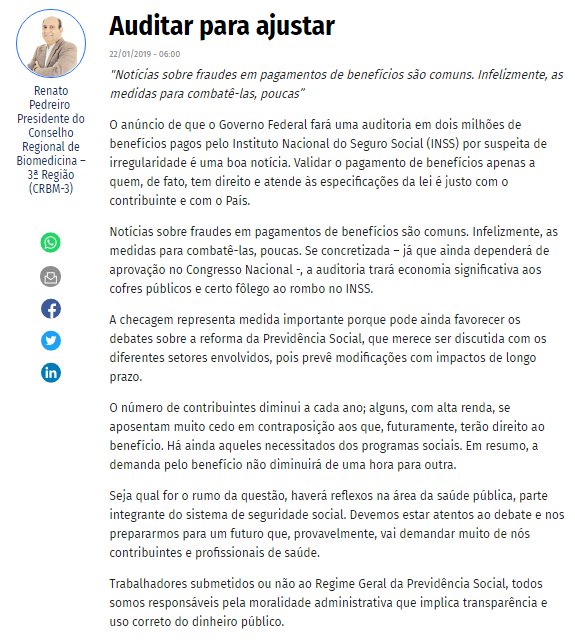 Auditar para ajustar
22/01/2019 - 06:00
Renato
Pedreiro
Presidente do
Conselho
Regional de
Biomedicina –
3ª Região
(CRBM-3)
"Notícias sobre fraudes em pagamentos de benefícios são comuns. Infelizmente, as
medidas para combatê-las, poucas”
O anúncio de que o Governo Federal fará uma auditoria em dois milhões de
benefícios pagos pelo Instituto Nacional do Seguro Social (INSS) por suspeita de
irregularidade é uma boa notícia. Validar o pagamento de benefícios apenas a
quem, de fato, tem direito e atende às especificações da lei é justo com o
contribuinte e com o País.
Notícias sobre fraudes em pagamentos de benefícios são comuns. Infelizmente, as
medidas para combatê-las, poucas. Se concretizada – já que ainda dependerá de
aprovação no Congresso Nacional -, a auditoria trará economia significativa aos
cofres públicos e certo fôlego ao rombo no INSS.
A checagem representa medida importante porque pode ainda favorecer os
debates sobre a reforma da Previdência Social, que merece ser discutida com os
diferentes setores envolvidos, pois prevê modificações com impactos de longo
prazo.
O número de contribuintes diminui a cada ano; alguns, com alta renda, se
aposentam muito cedo em contraposição aos que, futuramente, terão direito ao
benefício. Há ainda aqueles necessitados dos programas sociais. Em resumo, a
demanda pelo benefício não diminuirá de uma hora para outra.
Seja qual for o rumo da questão, haverá reflexos na área da saúde pública, parte
integrante do sistema de seguridade social. Devemos estar atentos ao debate e nos
prepararmos para um futuro que, provavelmente, vai demandar muito de nós
contribuintes e profissionais de saúde.
Trabalhadores submetidos ou não ao Regime Geral da Previdência Social, todos
somos responsáveis pela moralidade administrativa que implica transparência e
uso correto do dinheiro público.